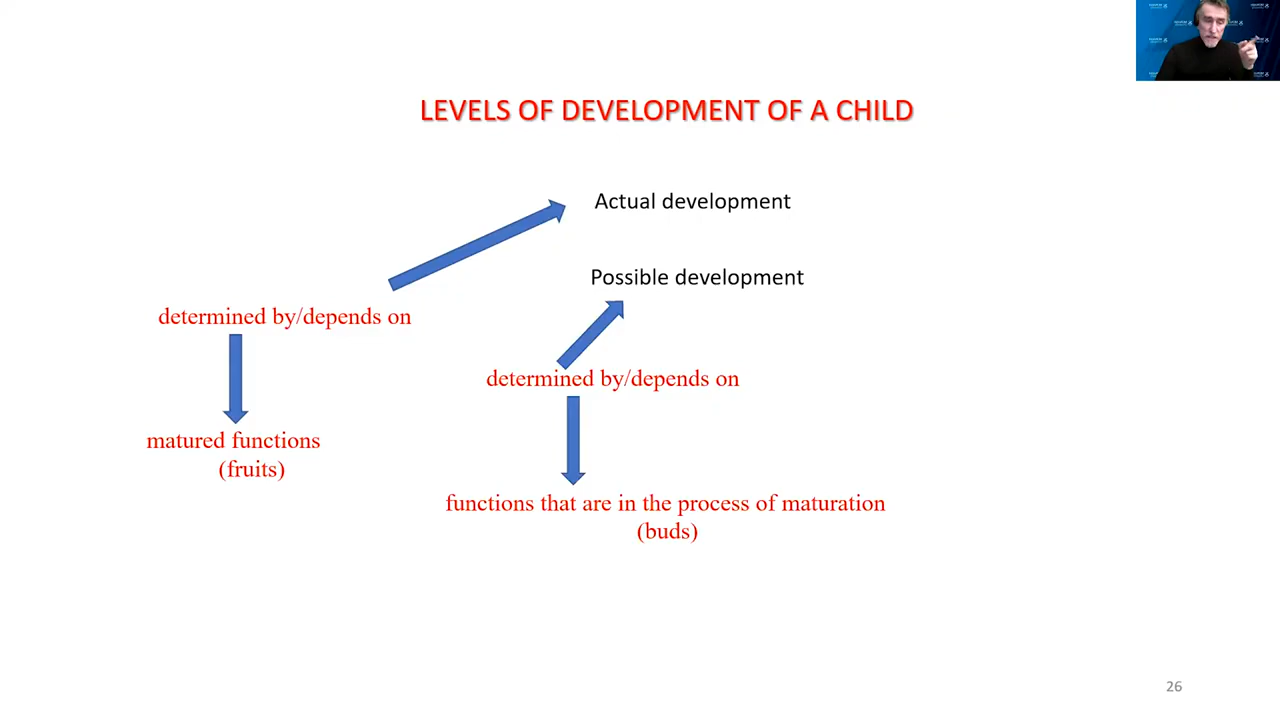 LEVELS OF DEVELOPMENT OF A CHILD
Actual development
Possible development
determined by/depends on
determined by/depends on
matured functions
(fruits)
functions that are in the process of maturation
(buds)
26